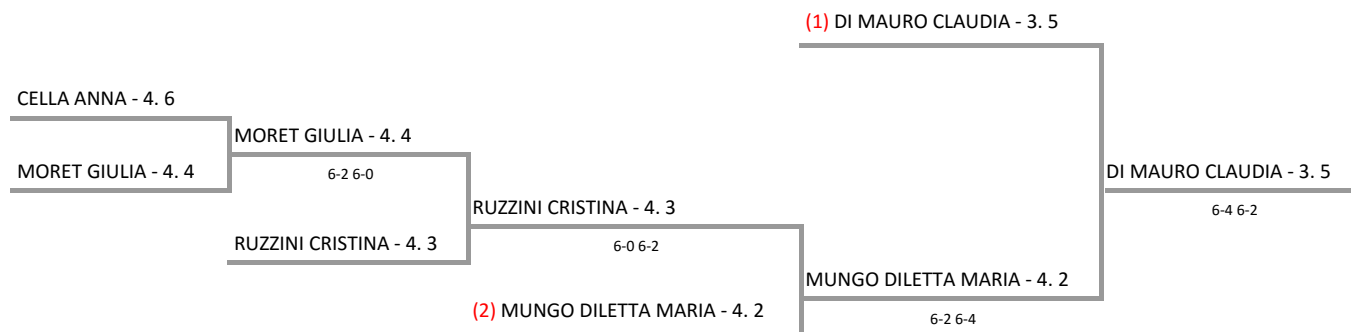 (1) DI MAURO CLAUDIA - 3. 5
CELLA ANNA - 4. 6
MORET GIULIA - 4. 4
MORET GIULIA - 4. 4
6-2 6-0
DI MAURO CLAUDIA - 3. 5
6-4 6-2
RUZZINI CRISTINA - 4. 3
RUZZINI CRISTINA - 4. 3
6-0 6-2
MUNGO DILETTA MARIA - 4. 2
(2) MUNGO DILETTA MARIA - 4. 2
6-2 6-4